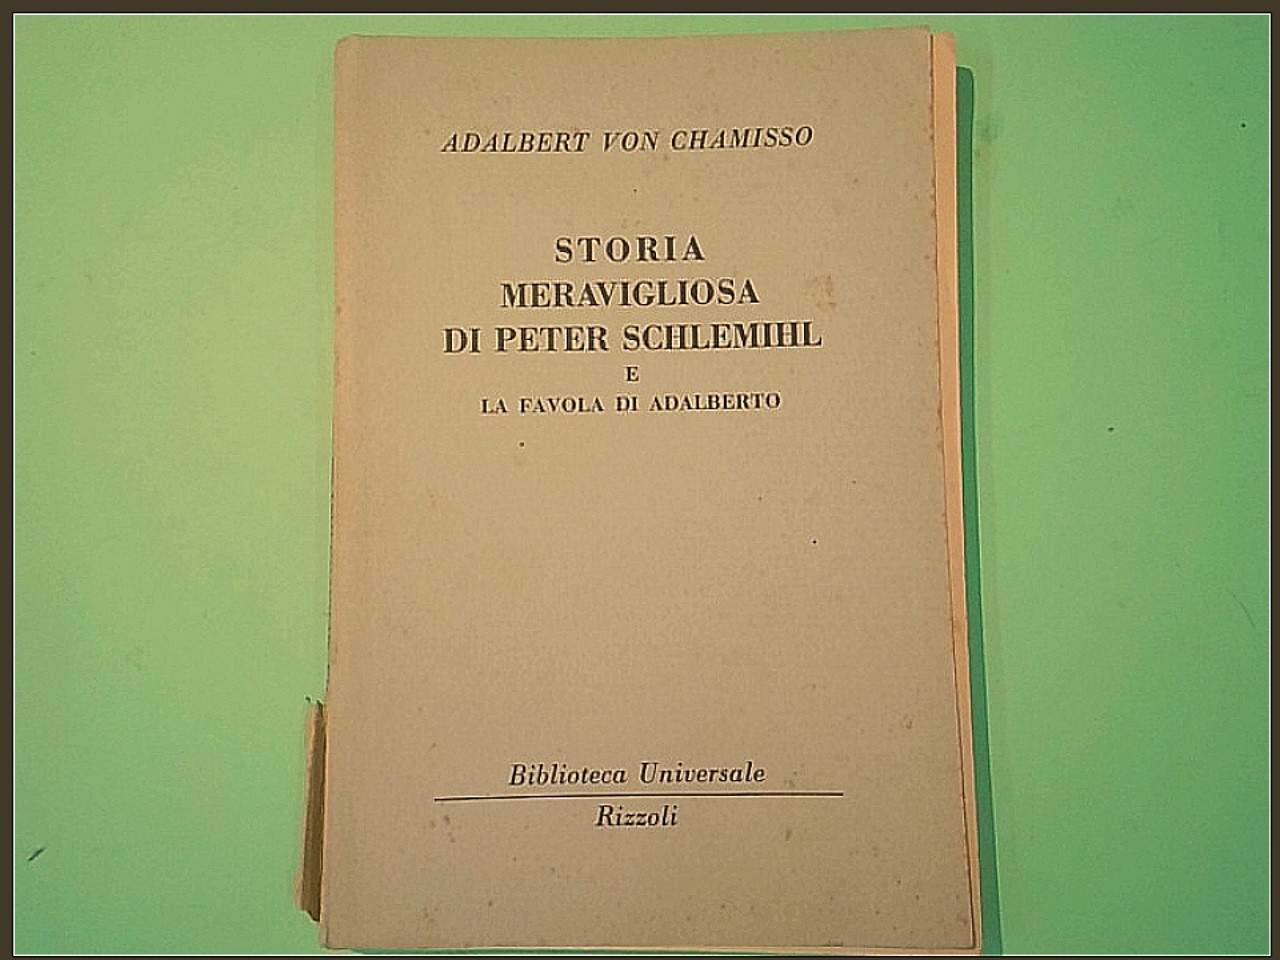 ADALBERT VON CHAMISSO
STORIA
MERAVIGLIOSA
DI PETER SCHLEMIHL
E
LA FAVOLA DI ADALBERTO
Biblioteca Universale
Rizzoli